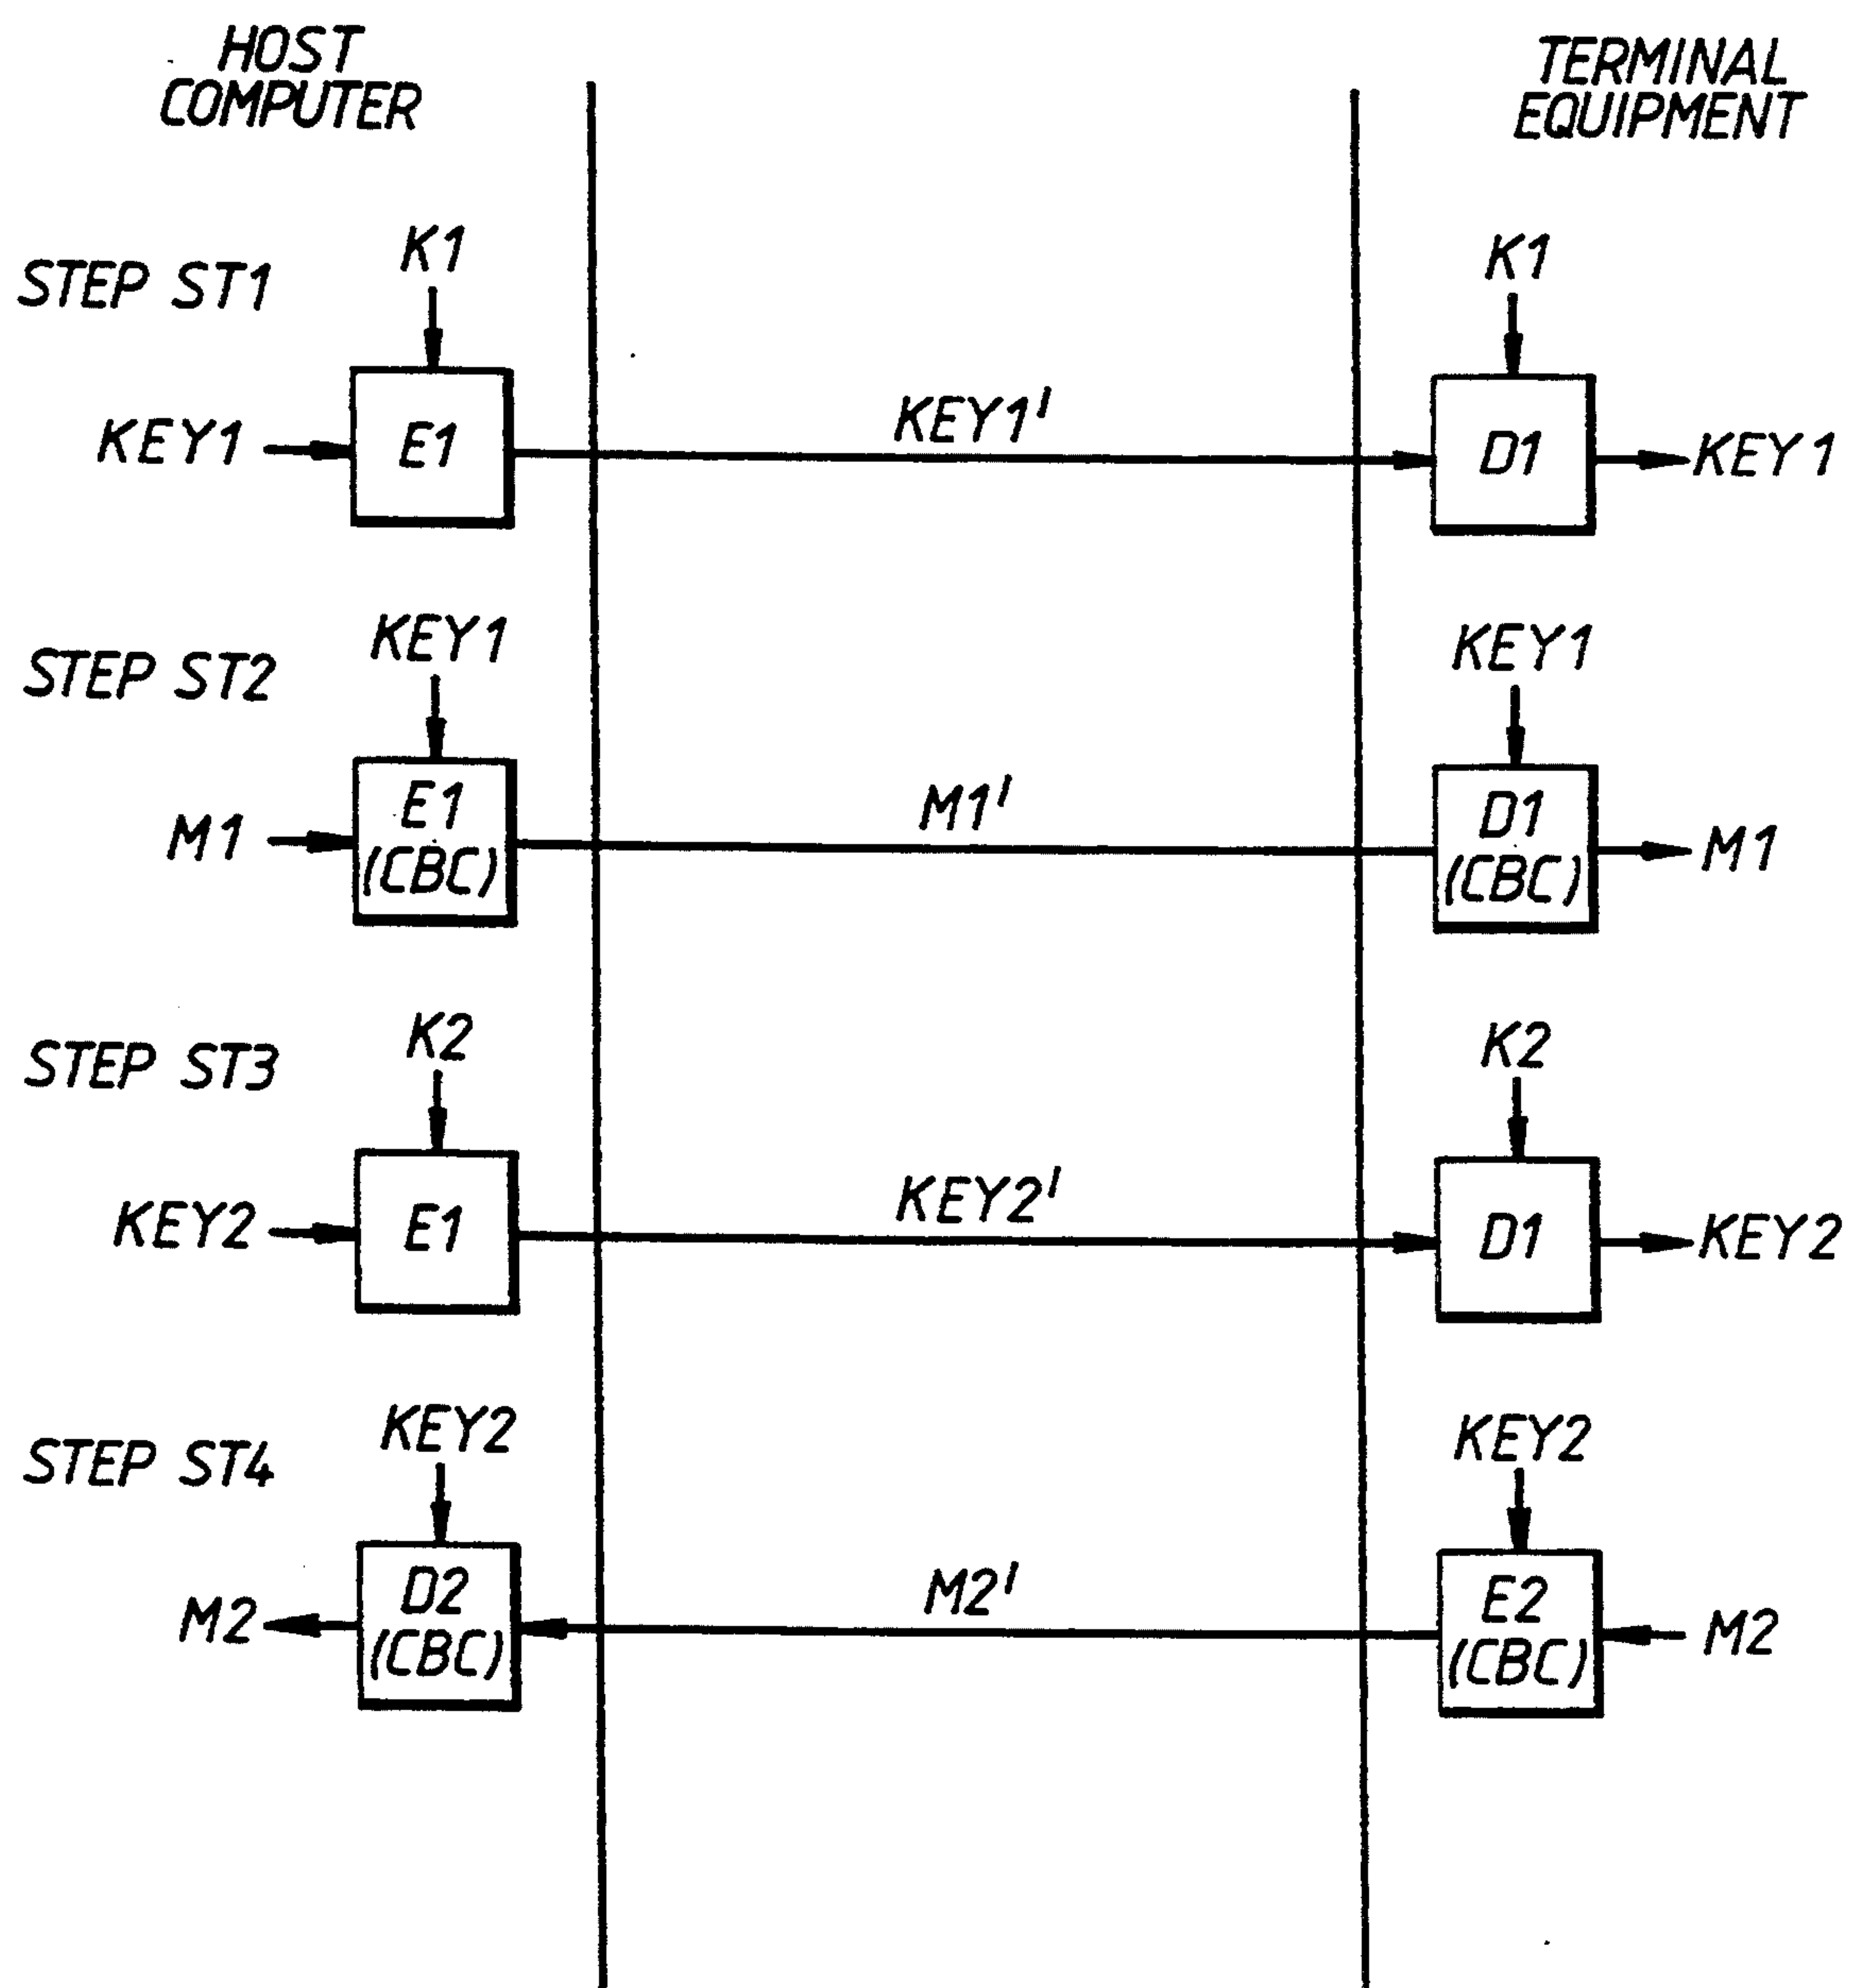 HOST
COMPUTER
TERMINAL
EQUIPMENT
STEP ST1
K1
K1
KEY1
E1
KEY1'
D1
KEY1
STEP ST2
KEY1
KEY1
M1
E1
(CBC)
M1'
D1
(CBC)
M1
STEP ST3
K2
K2
KEY2
E1
KEY2'
D1
KEY2
STEP ST4
KEY2
KEY2
M2
D2
(CBC)
M2'
E2
(CBC)
M2